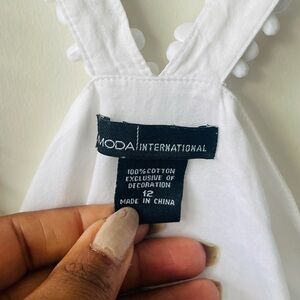 MODA INTERNATIONAL
100% COTTON
EXCLUSIVE OF
DECORATION
12
MADE IN CHINA